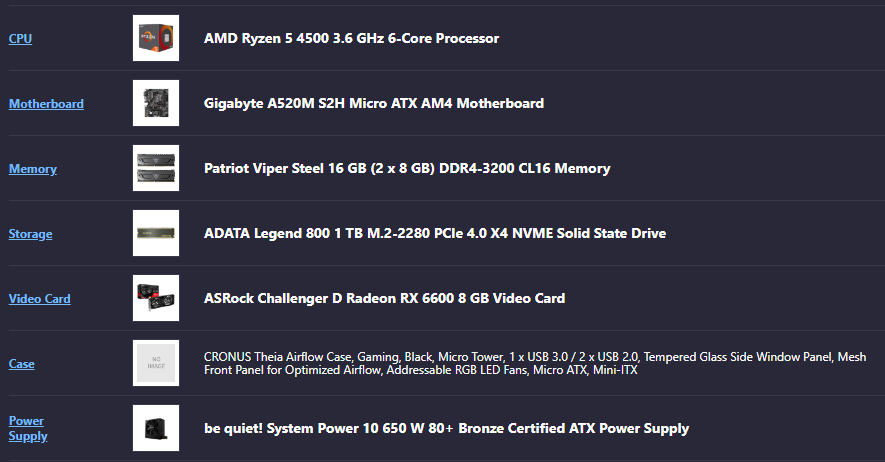 CPU
AMD Ryzen 5 4500 3.6 GHz 6-Core Processor
Motherboard
Gigabyte A520M S2H Micro ATX AM4 Motherboard
Memory
Patriot Viper Steel 16 GB (2 x 8 GB) DDR4-3200 CL16 Memory
Storage
ADATA Legend 800 1 TB M.2-2280 PCIe 4.0 X4 NVME Solid State Drive
Video Card
ASRock Challenger D Radeon RX 6600 8 GB Video Card
Case
NO
IMAGE
CRONUS Theia Airflow Case, Gaming, Black, Micro Tower, 1 x USB 3.0 / 2 x USB 2.0, Tempered Glass Side Window Panel, Mesh
Front Panel for Optimized Airflow, Addressable RGB LED Fans, Micro ATX, Mini-ITX
Power
Supply
be quiet! System Power 10 650 W 80+ Bronze Certified ATX Power Supply